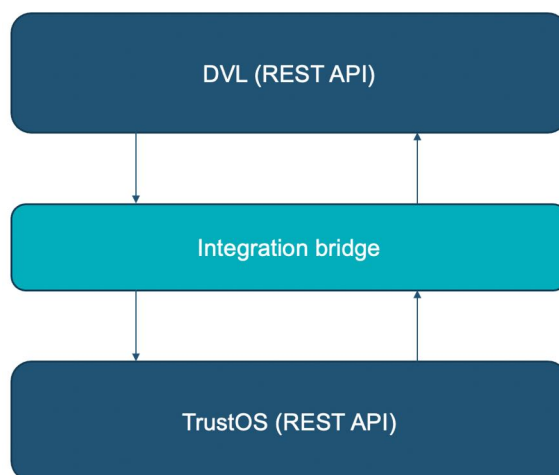 DVL (REST API)
Integration bridge
TrustOS (REST API)